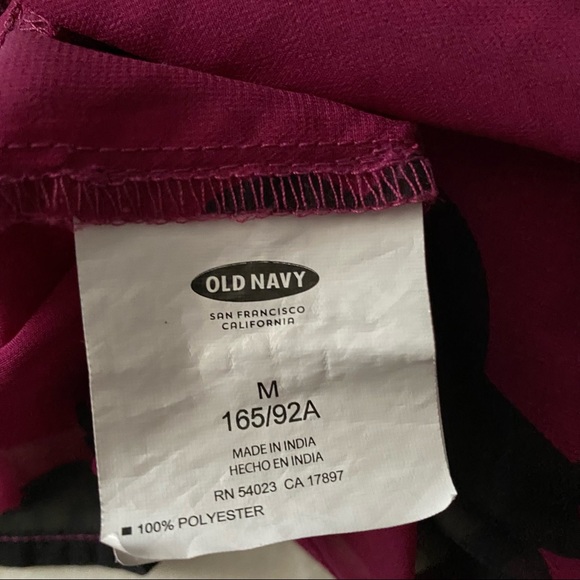 OLD NAVY
SAN FRANCISCO
CALIFORNIA
M
165/92A
MADE IN INDIA
HECHO EN INDIA
RN 54023 CA 17897
100% POLYESTER